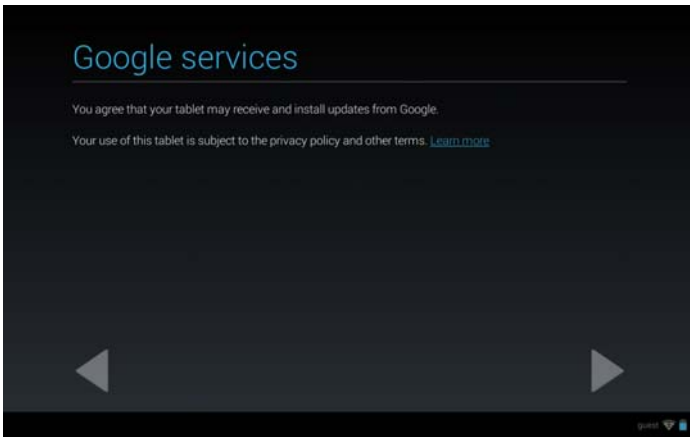 Google services
You agree that your tablet may receive and install updates from Google.
Your use of this tablet is subject to the privacy policy and other terms. Learn more
guest